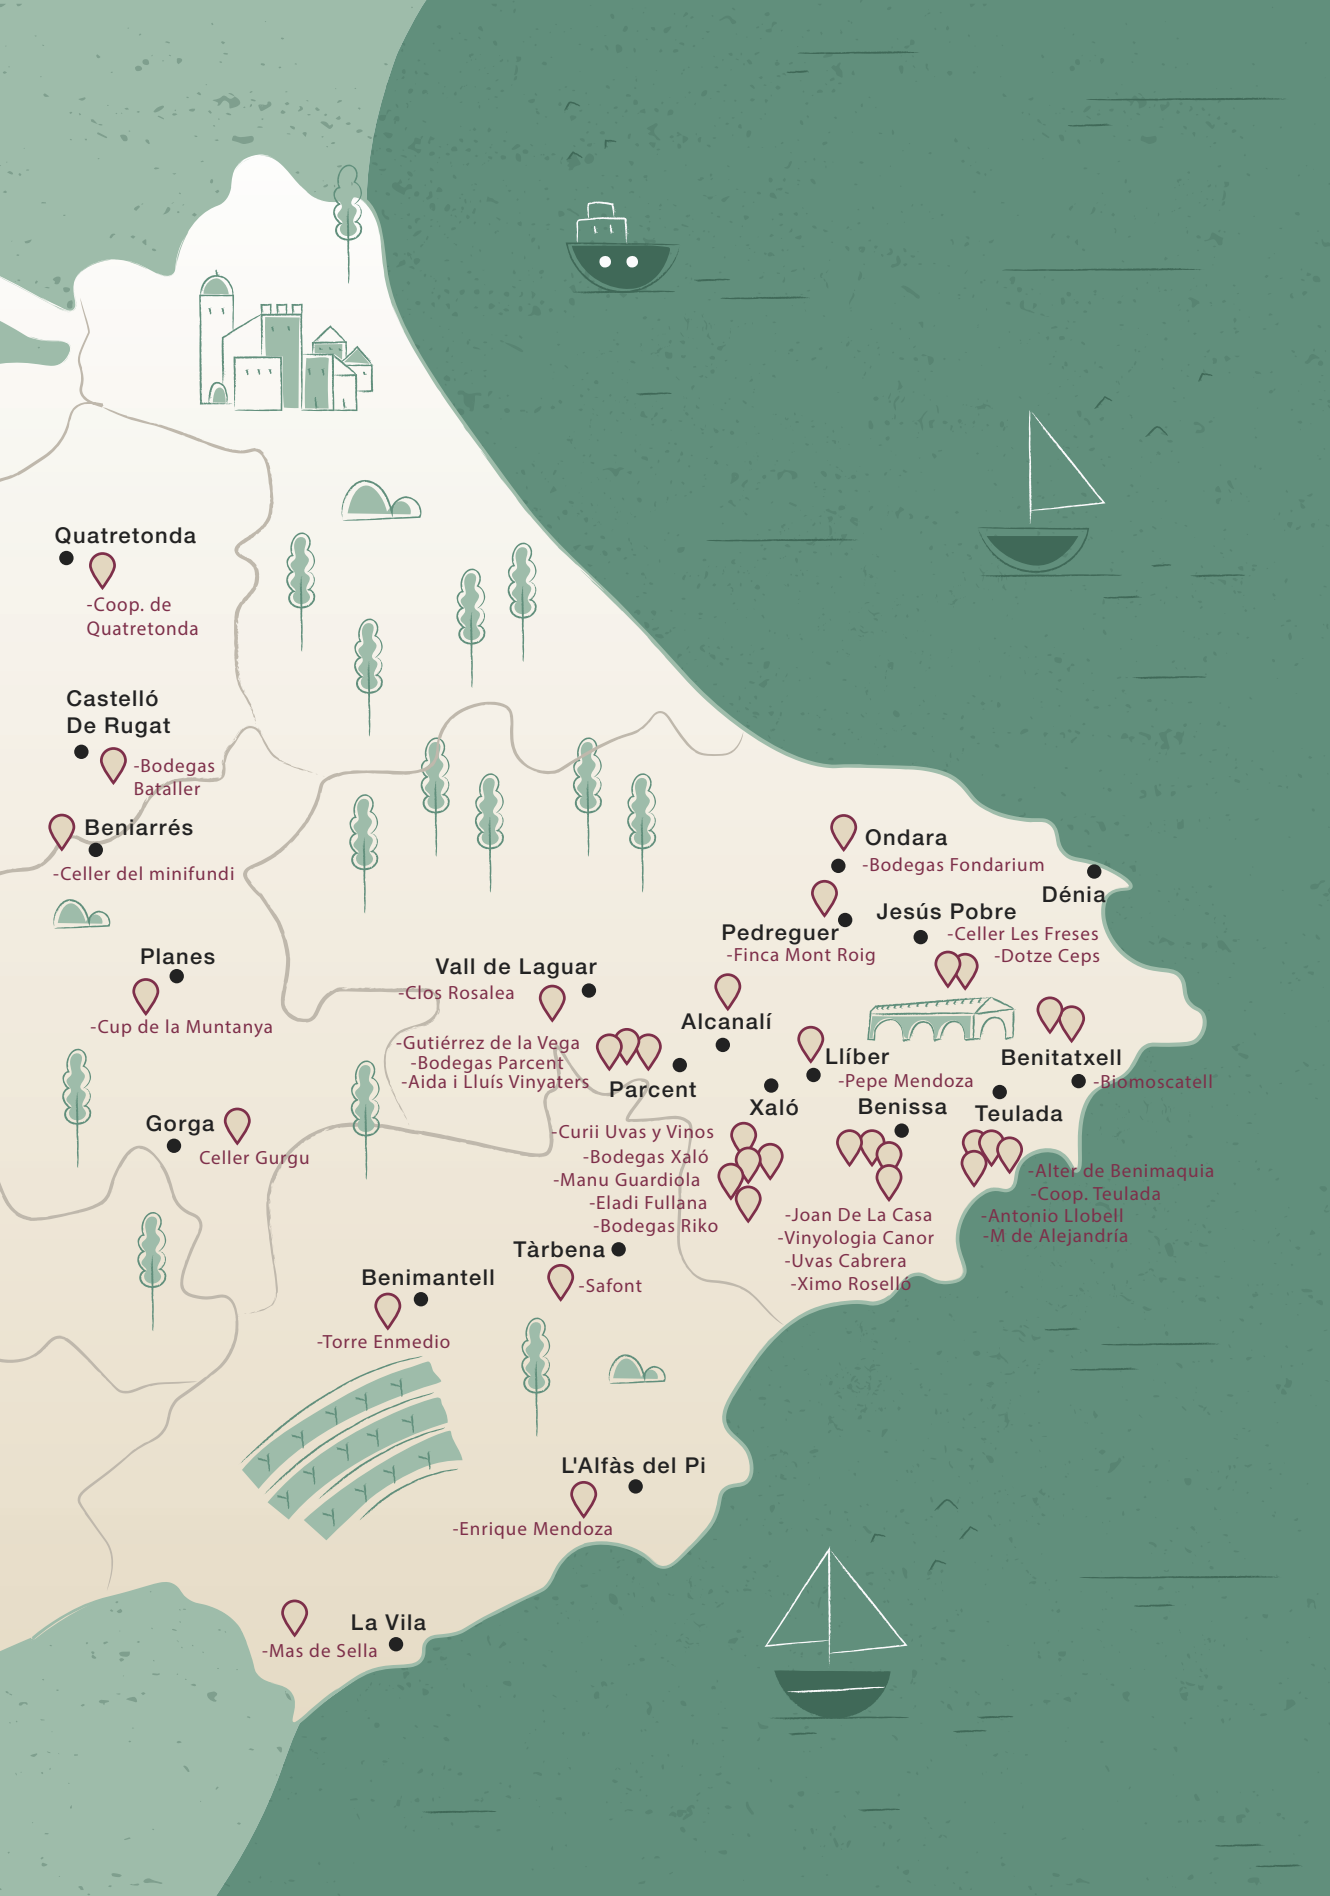 Quatretonda
-Coop. de
Quatretonda
Castelló
De Rugat
-Bodegas
Bataller
Beniarrés
-Celler del minifundi
Ondara
-Bodegas Fondarium
Dénia
Jesús Pobre
-Celler Les Freses
-Dotze Ceps
Pedreguer
-Finca Mont Roig
Planes
-Cup de la Muntanya
Vall de Laguar
-Clos Rosalea
Alcanalí
-Gutiérrez de la Vega
-Bodegas Parcent
-Aida i Lluís Vinyaters
Parcent
Llíber
-Pepe Mendoza
Benitatxell
-Biomoscatell
Xaló
-Curii Uvas y Vinos
-Bodegas Xaló
-Manu Guardiola
-Eladi Fullana
-Bodegas Riko
Benissa
-Joan De La Casa
-Vinyologia Canor
-Uvas Cabrera
-Ximo Roselló
Teulada
-Alter de Benimaquia
-Coop. Teulada
-Antonio Llobell
-M de Alejandría
Gorga
Celler Gurgu
Tàrbena
-Safont
Benimantell
-Torre Enmedio
L'Alfàs del Pi
-Enrique Mendoza
La Vila
-Mas de Sella